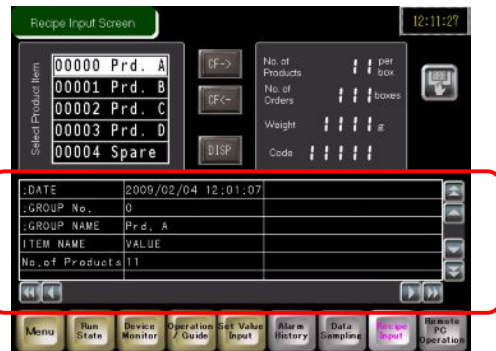 Recipe Input Screen
12:11:27
Select Product Item
00000 Prd. A
00001 Prd. B
00002 Prd. C
00003 Prd. D
00004 Spare
CF->
CF<-
DISP
No. of Products 11 per box
No. of Orders 111 boxes
Weight 1111 g
Code 11111
:DATE 2009/02/04 12:01:07
:GROUP No. 0
:GROUP NAME Prd. A
ITEM NAME VALUE
No.of Products 11
Menu
Run State
Device Monitor
Operation / Guide
Set Value Input
Alarm History
Data Sampling
Recipe Input
Remote PC Operation